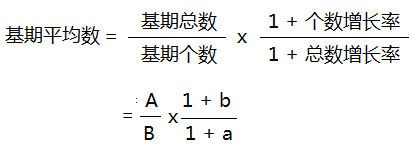 基期平均数 = 基期总数 / 基期个数 x 1 + 个数增长率 / 1 + 总数增长率
= A / B x 1 + b / 1 + a